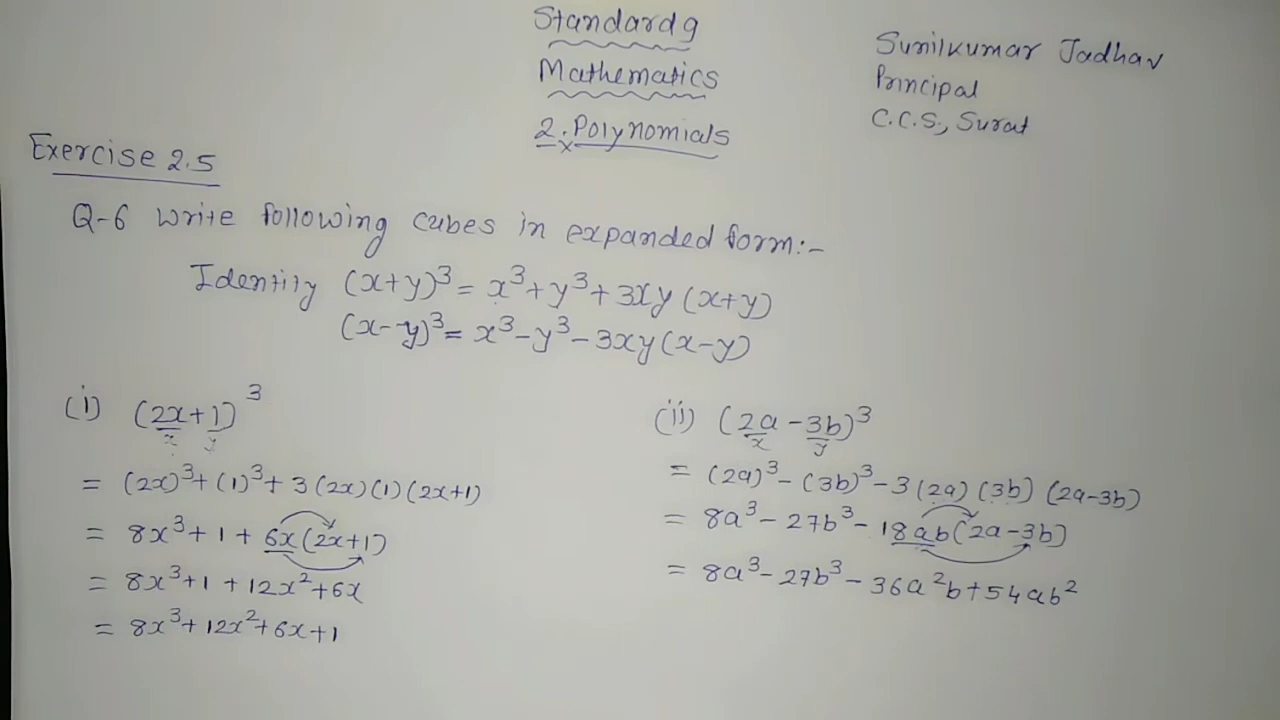 Standard 9
Mathematics
2. Polynomials
Sunilkumar Jadhav
Principal
C.C.S., Surat
Exercise 2.5
Q-6 Write following cubes in expanded form:-
Identity (x+y)³ = x³+y³+3xy(x+y)
(x-y)³ = x³-y³-3xy(x-y)
(i) (2x+1)³
x y
= (2x)³+(1)³+3(2x)(1)(2x+1)
= 8x³+1+6x(2x+1)
= 8x³+1+12x²+6x
= 8x³+12x²+6x+1
(ii) (2a-3b)³
x y
= (2a)³-(3b)³-3(2a)(3b)(2a-3b)
= 8a³-27b³-18ab(2a-3b)
= 8a³-27b³-36a²b+54ab²